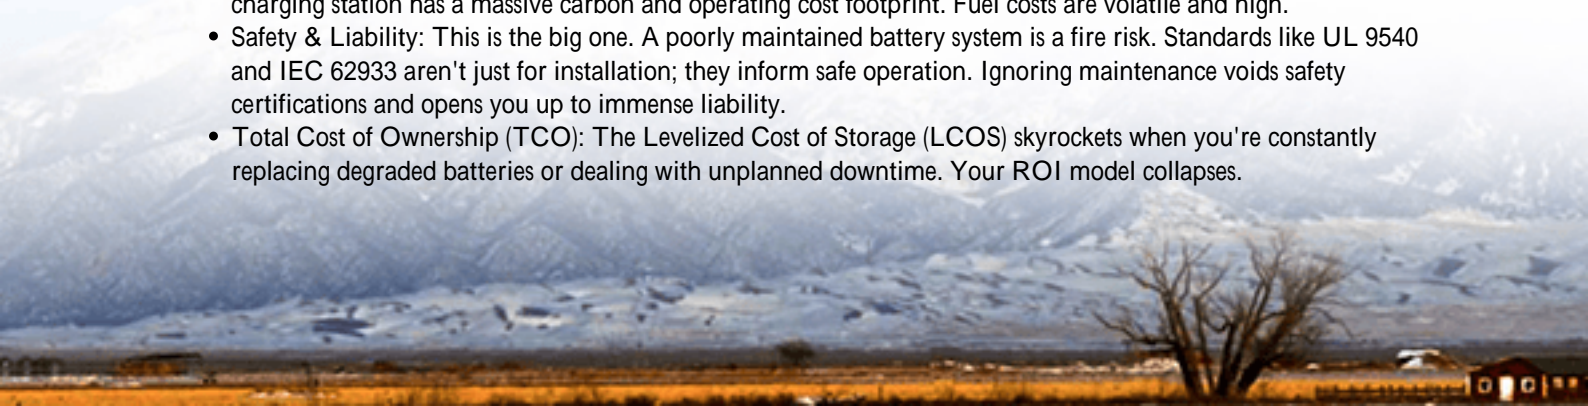 charging station has a massive carbon and operating cost footprint. Fuel costs are volatile and high.
• Safety & Liability: This is the big one. A poorly maintained battery system is a fire risk. Standards like UL 9540
and IEC 62933 aren't just for installation; they inform safe operation. Ignoring maintenance voids safety
certifications and opens you up to immense liability.
• Total Cost of Ownership (TCO): The Levelized Cost of Storage (LCOS) skyrockets when you're constantly
replacing degraded batteries or dealing with unplanned downtime. Your ROI model collapses.